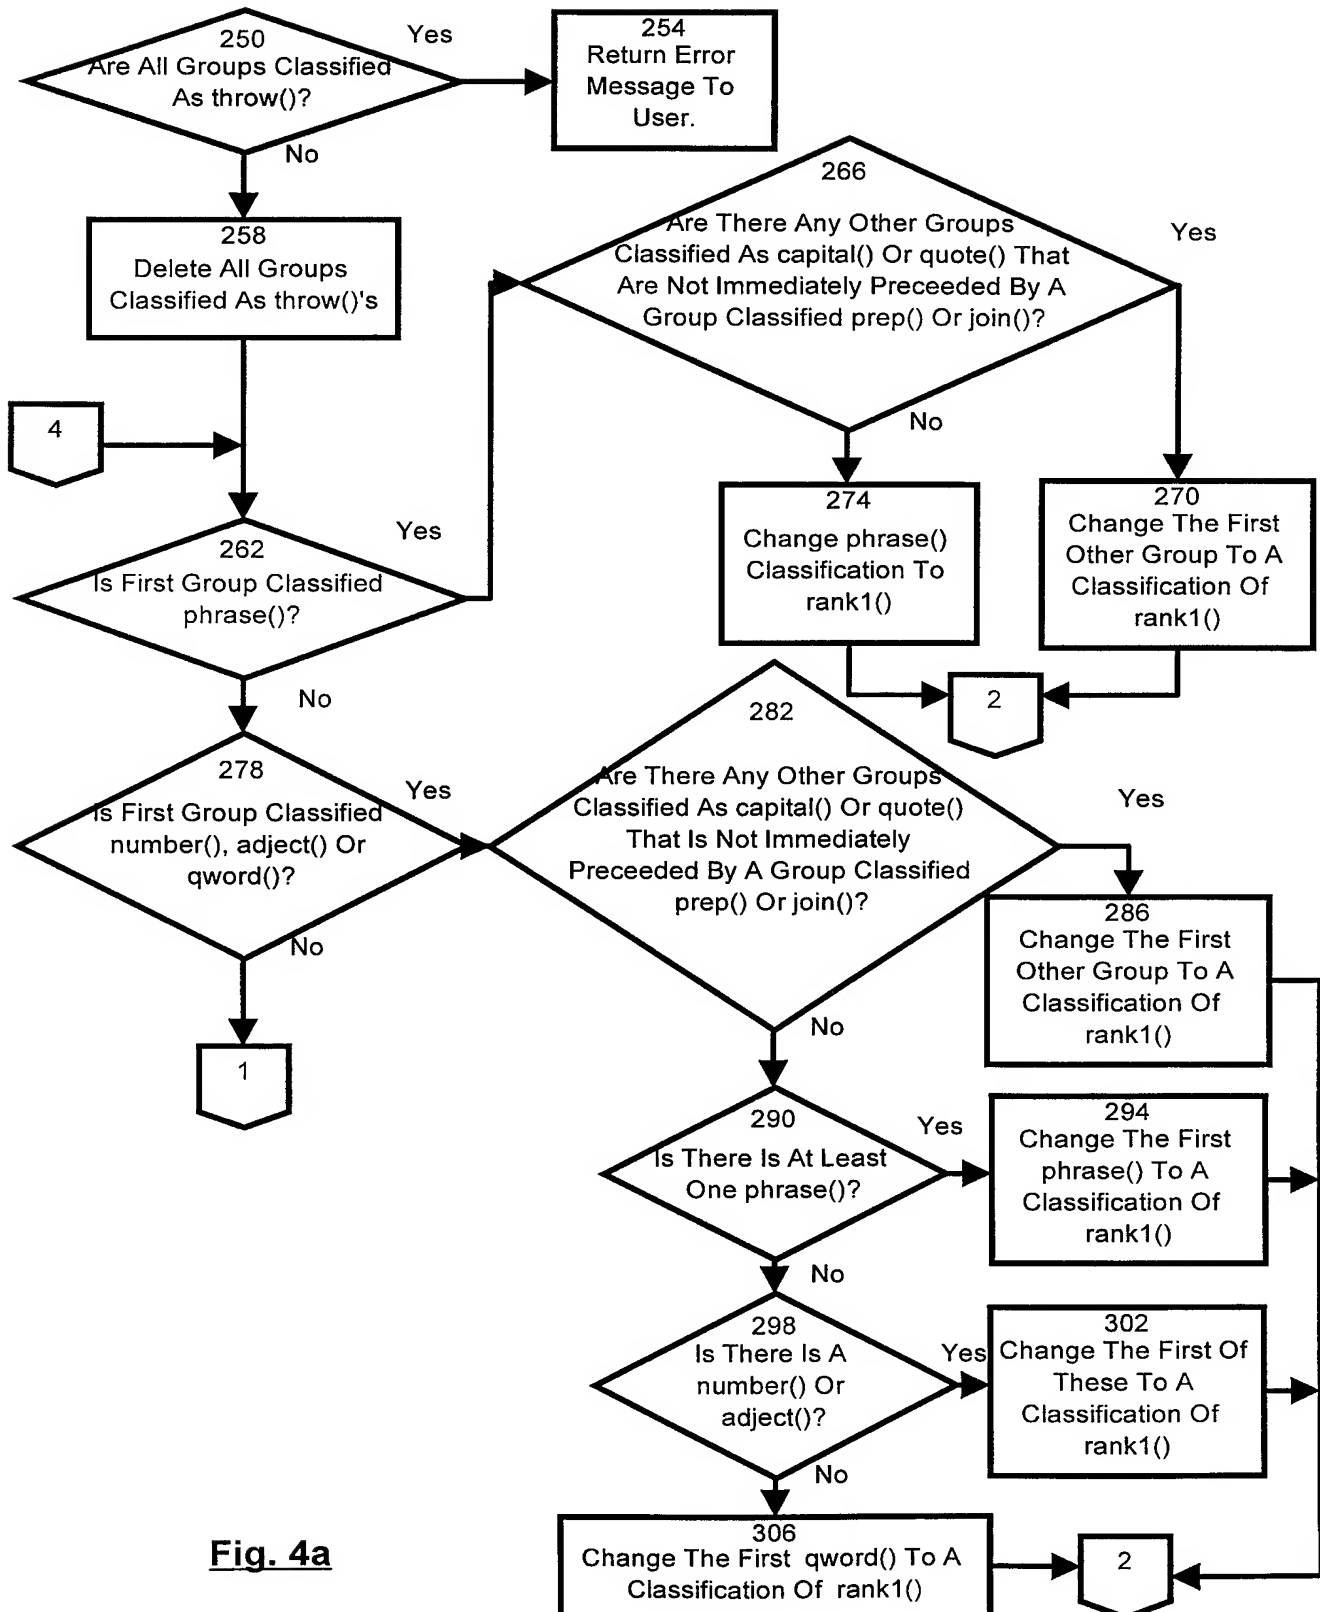 250
Are All Groups Classified
As throw()?
Yes
No
254
Return Error
Message To
User.
258
Delete All Groups
Classified As throw()'s
266
Are There Any Other Groups
Classified As capital() Or quote() That
Are Not Immediately Preceeded By A
Group Classified prep() Or join()?
Yes
No
4
262
Is First Group Classified
phrase()?
Yes
No
274
Change phrase()
Classification To
rank1()
270
Change The First
Other Group To A
Classification Of
rank1()
2
278
Is First Group Classified
number(), adject() Or
qword()?
Yes
No
1
282
Are There Any Other Groups
Classified As capital() Or quote()
That Is Not Immediately
Preceeded By A Group Classified
prep() Or join()?
Yes
No
286
Change The First
Other Group To A
Classification Of
rank1()
290
Is There Is At Least
One phrase()?
Yes
No
294
Change The First
phrase() To A
Classification Of
rank1()
298
Is There Is A
number() Or
adject()?
Yes
No
302
Change The First Of
These To A
Classification Of
rank1()
306
Change The First qword() To A
Classification Of rank1()
2
Fig. 4a